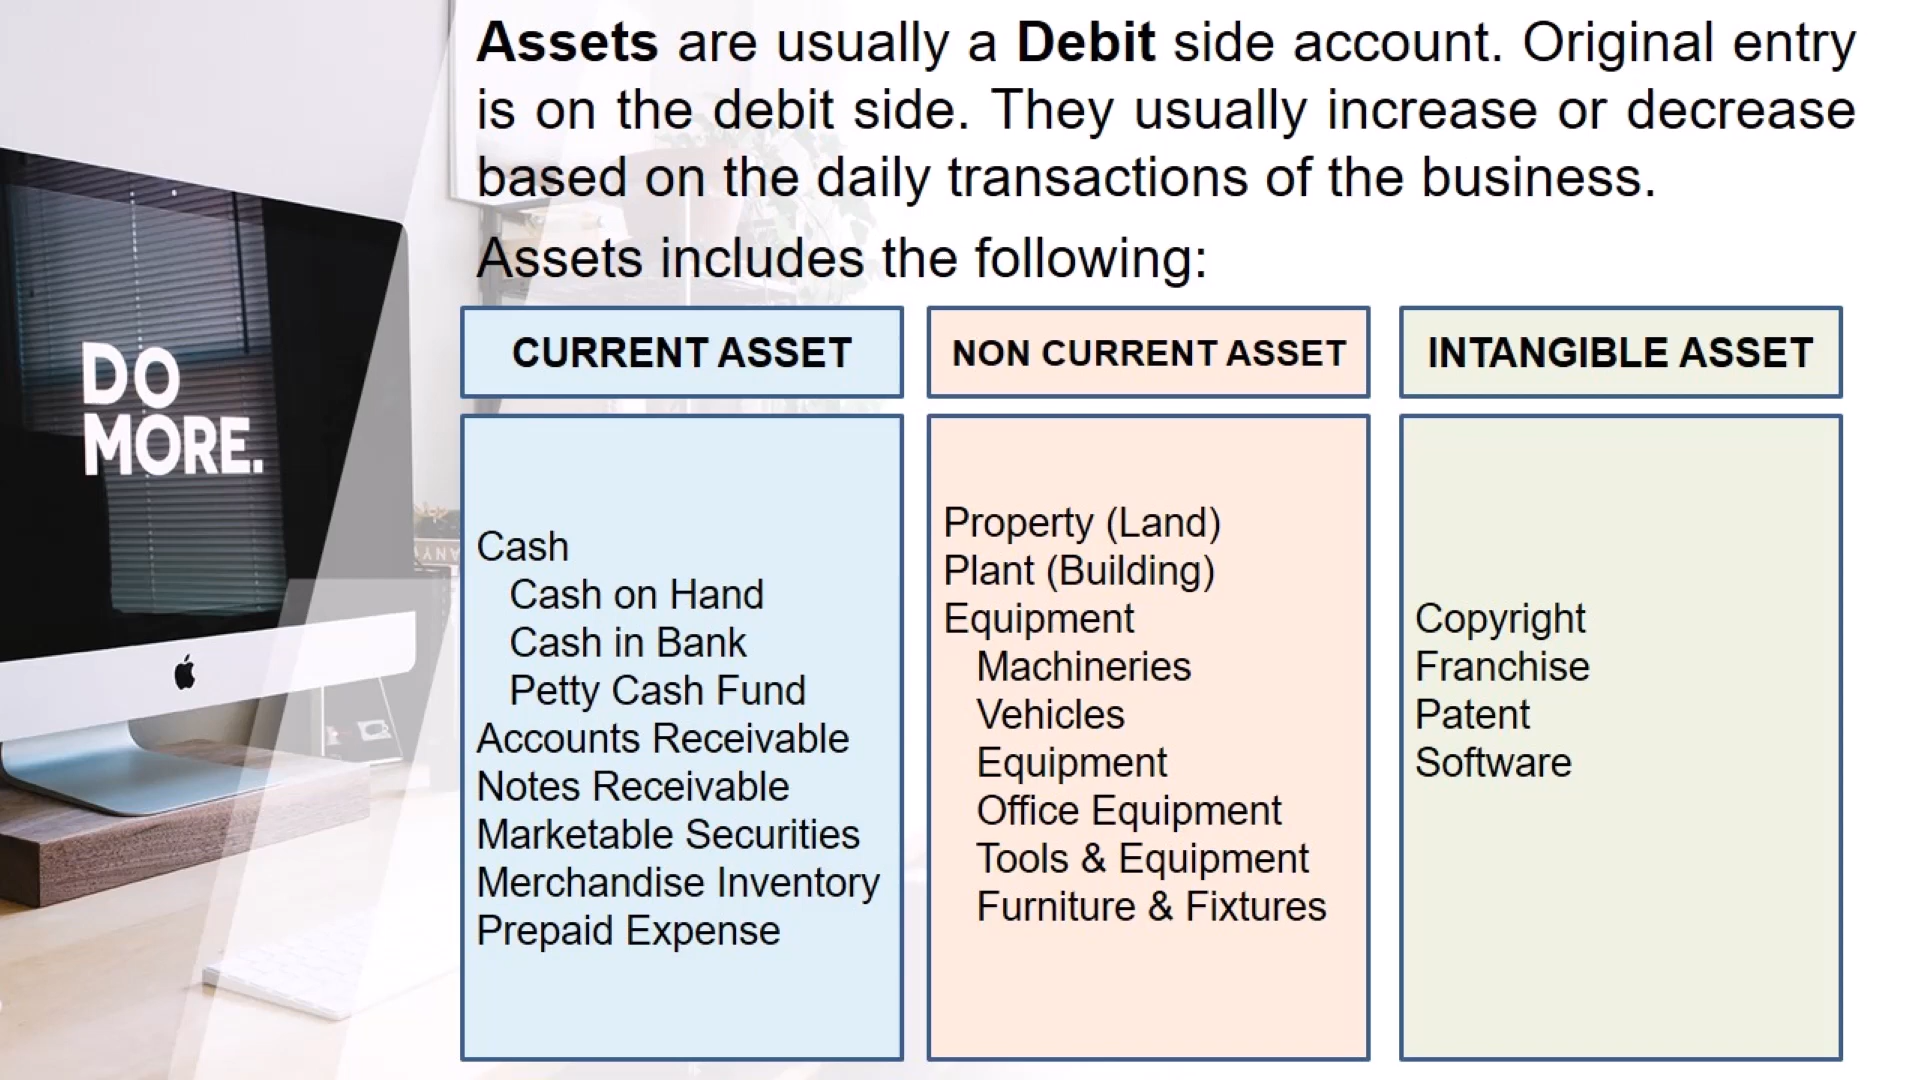 Assets are usually a Debit side account. Original entry
is on the debit side. They usually increase or decrease
based on the daily transactions of the business.
Assets includes the following:
CURRENT ASSET
Cash
Cash on Hand
Cash in Bank
Petty Cash Fund
Accounts Receivable
Notes Receivable
Marketable Securities
Merchandise Inventory
Prepaid Expense
NON CURRENT ASSET
Property (Land)
Plant (Building)
Equipment
Machineries
Vehicles
Equipment
Office Equipment
Tools & Equipment
Furniture & Fixtures
INTANGIBLE ASSET
Copyright
Franchise
Patent
Software
DO
MORE.